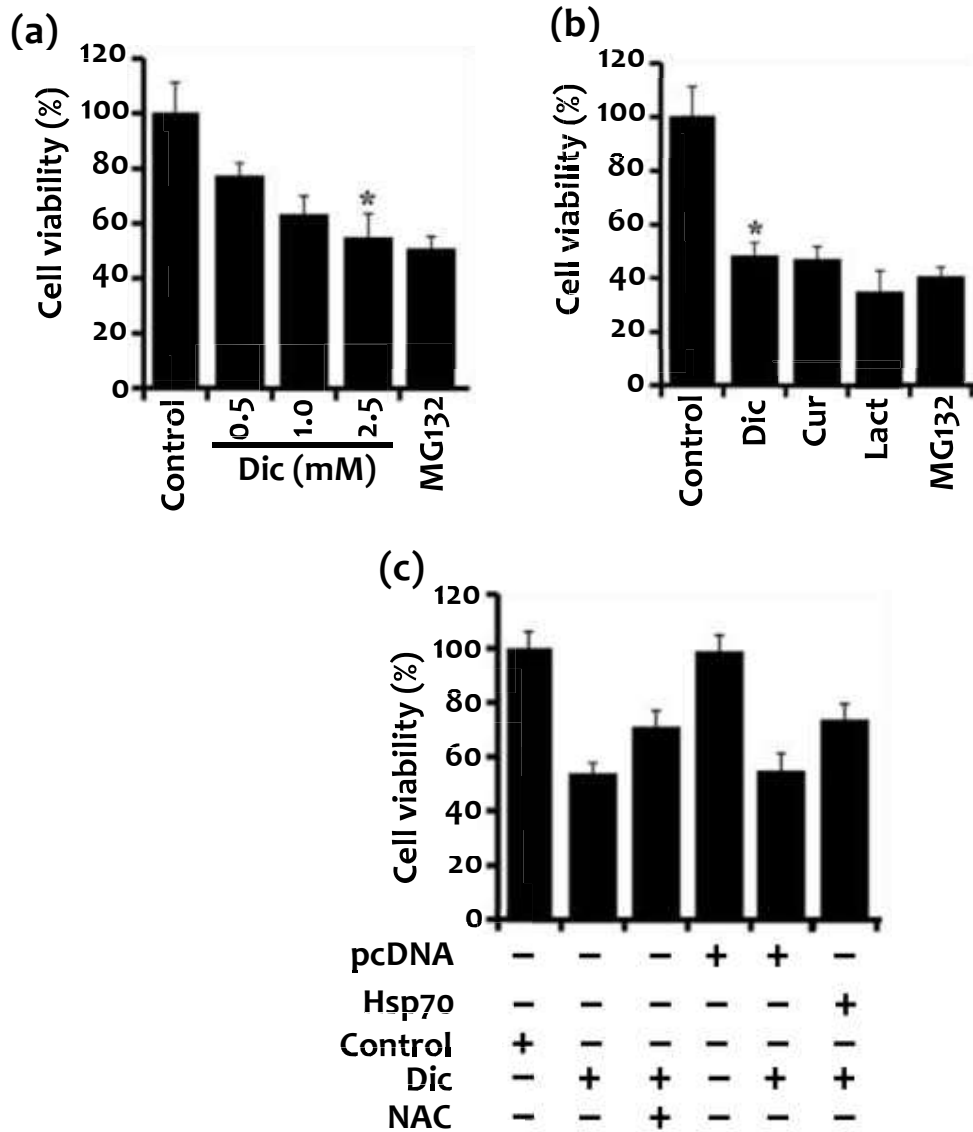 (a)
Cell viability (%)
120
100
80
60
40
20
0
*
Control
0.5
1.0
2.5
MG132
Dic (mM)
(b)
Cell viability (%)
120
100
80
60
40
20
0
*
Control
Dic
Cur
Lact
MG132
(c)
Cell viability (%)
120
100
80
60
40
20
0
pcDNA − − − + + −
Hsp70 − − − − − +
Control + − − − − −
Dic − + + − + +
NAC − − + − − −